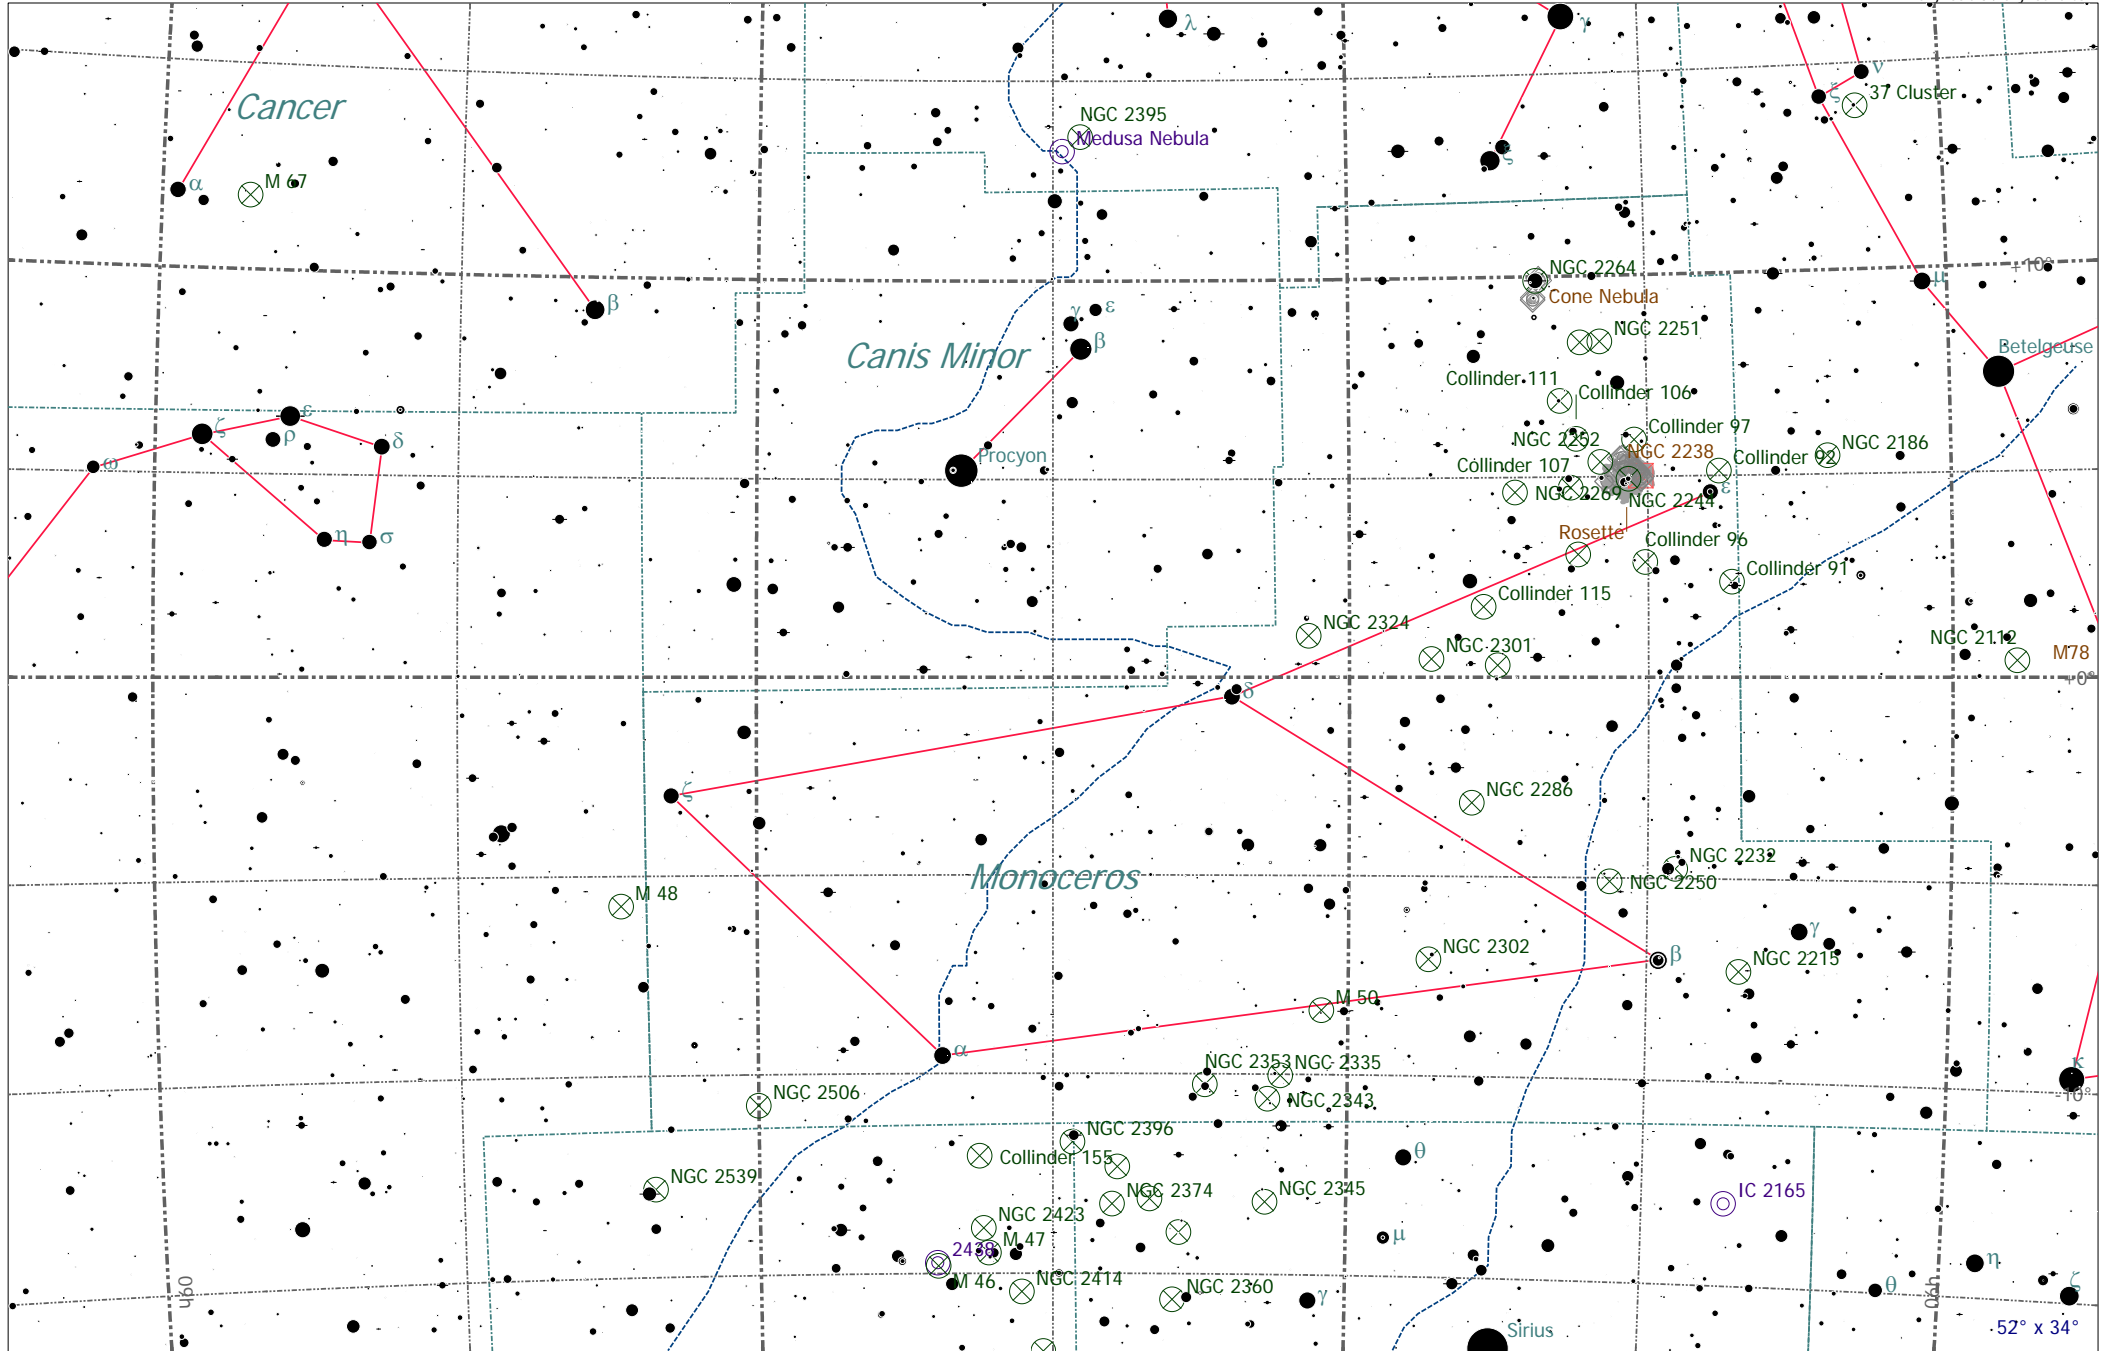 λ
γ
ν
ξ
37 Cluster
Cancer
NGC 2395
Medusa Nebula
ξ
α
M 67
+10°
NGC 2264
μ
Cone Nebula
β
γ
ε
NGC 2251
β
Canis Minor
Betelgeuse
Collinder 111
Collinder 106
ε
ζ
ρ
δ
Collinder 97
NGC 2252
NGC 2186
NGC 2238
Procyon
Collinder 92
ω
Collinder 107
NGC 2269
ε
NGC 2244
Rosette
η
σ
Collinder 96
Collinder 91
Collinder 115
NGC 2324
NGC 2301
NGC 2112
M78
+0°
δ
ζ
NGC 2286
NGC 2232
Monoceros
NGC 2250
M 48
γ
NGC 2302
β
NGC 2215
M 50
α
NGC 2353
NGC 2335
κ
-10°
NGC 2506
NGC 2343
NGC 2396
Collinder 155
θ
NGC 2539
NGC 2374
NGC 2345
IC 2165
NGC 2423
μ
M 47
2438
η
M 46
NGC 2414
NGC 2360
θ
ζ
09h
06h
γ
Sirius
52° x 34°